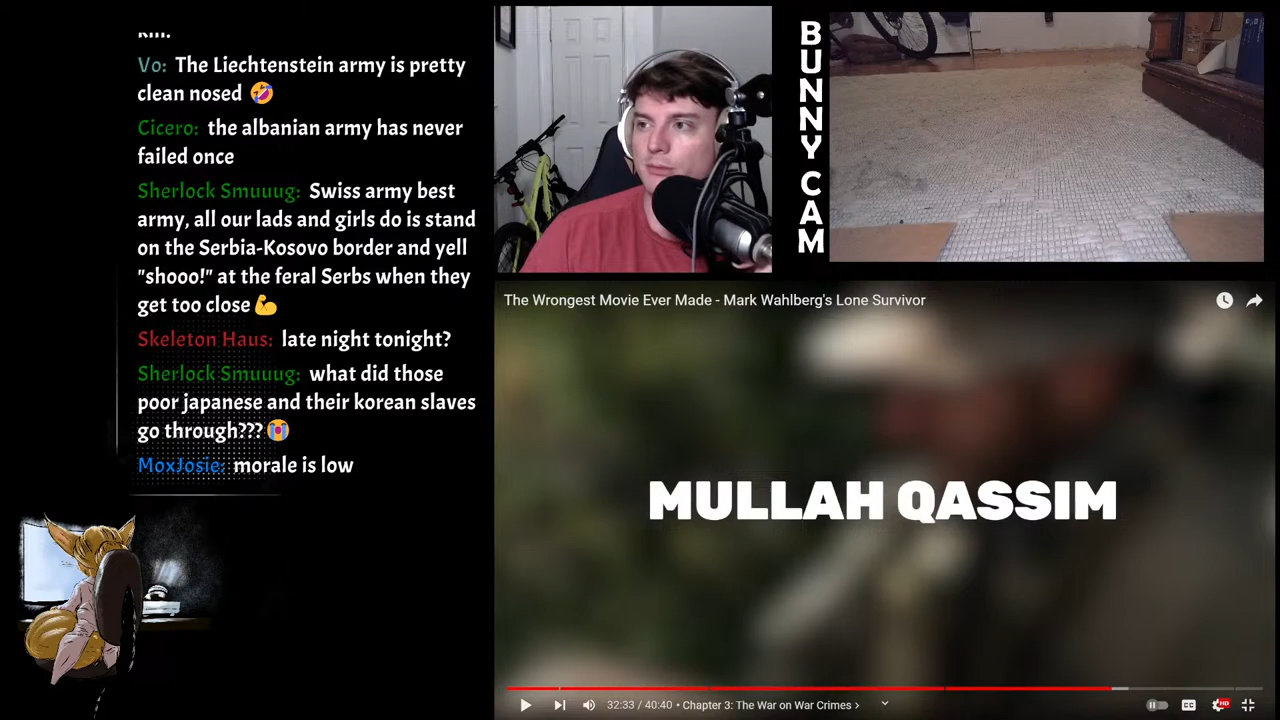 Vo: The Liechtenstein army is pretty
clean nosed 🤣
Cicero: the albanian army has never
failed once
Sherlock Smuuug: Swiss army best
army, all our lads and girls do is stand
on the Serbia-Kosovo border and yell
"shooo!" at the feral Serbs when they
get too close 💪
Skeleton Haus: late night tonight?
Sherlock Smuuug: what did those
poor japanese and their korean slaves
go through??? 😭
MoxJosie: morale is low
BUNNY CAM
The Wrongest Movie Ever Made - Mark Wahlberg's Lone Survivor
MULLAH QASSIM
32:33 / 40:40 • Chapter 3: The War on War Crimes >
CC
HD